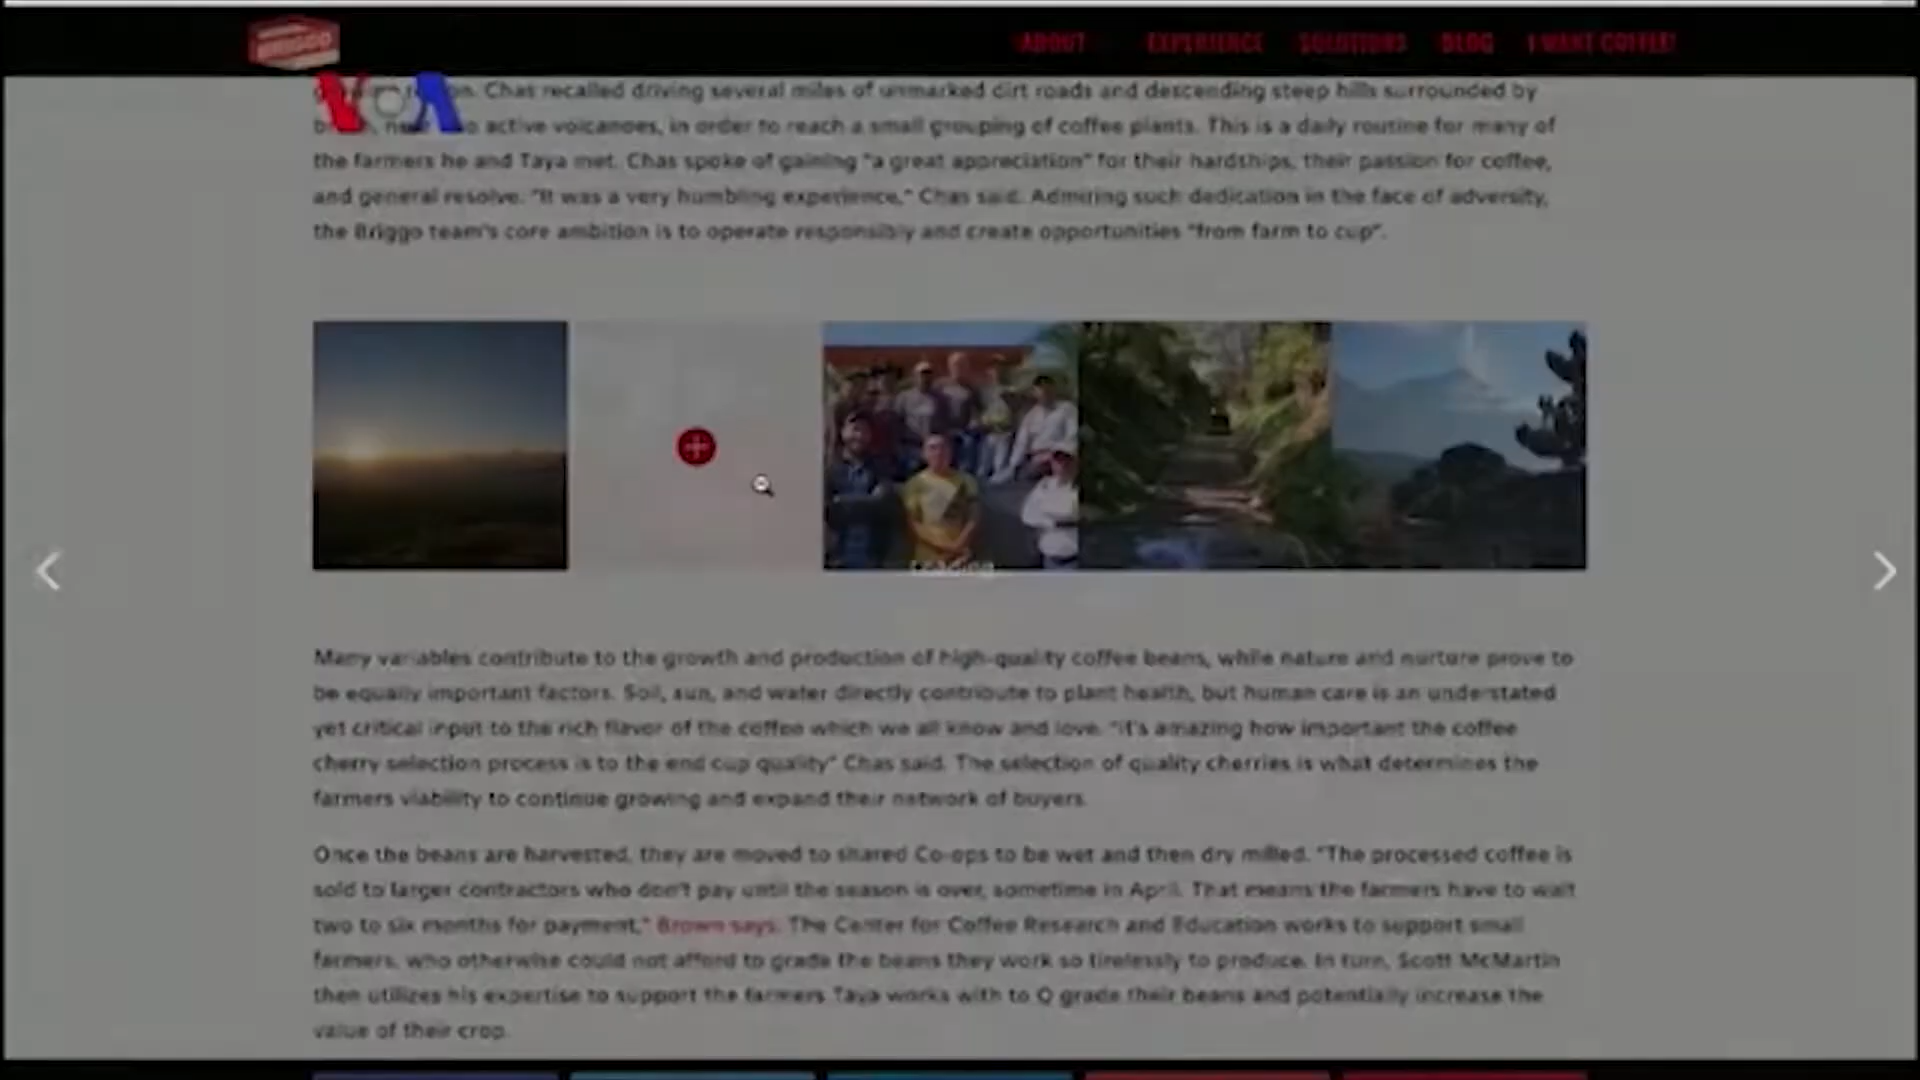 BRIGGO
ABOUT EXPERIENCE SOLUTIONS BLOG I WANT COFFEE!
VOA
Chas recalled driving several miles of unmarked dirt roads and descending steep hills surrounded by
active volcanoes, in order to reach a small grouping of coffee plants. This is a daily routine for many of
the farmers he and Taya met. Chas spoke of gaining "a great appreciation" for their hardships, their passion for coffee,
and general resolve. "It was a very humbling experience," Chas said. Admiring such dedication in the face of adversity,
the Briggo team's core ambition is to operate responsibly and create opportunities "from farm to cup".
Loading
Many variables contribute to the growth and production of high-quality coffee beans, while nature and nurture prove to
be equally important factors. Soil, sun, and water directly contribute to plant health, but human care is an understated
yet critical input to the rich flavor of the coffee which we all know and love. "It's amazing how important the coffee
cherry selection process is to the end cup quality" Chas said. The selection of quality cherries is what determines the
farmers viability to continue growing and expand their network of buyers.
Once the beans are harvested, they are moved to shared Co-ops to be wet and then dry milled. "The processed coffee is
sold to larger contractors who don't pay until the season is over, sometime in April. That means the farmers have to wait
two to six months for payment," Brown says. The Center for Coffee Research and Education works to support small
farmers, who otherwise could not afford to grade the beans they work so tirelessly to produce. In turn, Scott McMartin
then utilizes his expertise to support the farmers Taya works with to Q grade their beans and potentially increase the
value of their crop.